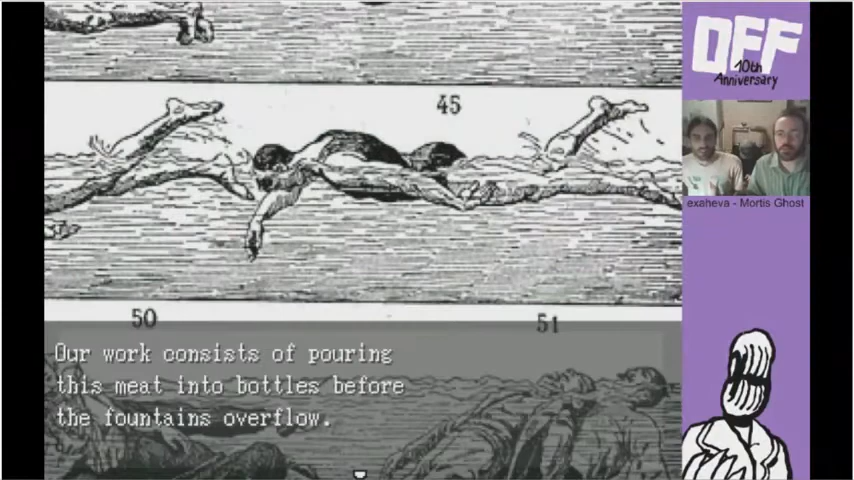 OFF
10th
Anniversary
45
exaheva - Mortis Ghost
50
51
Our work consists of pouring
this meat into bottles before
the fountains overflow.